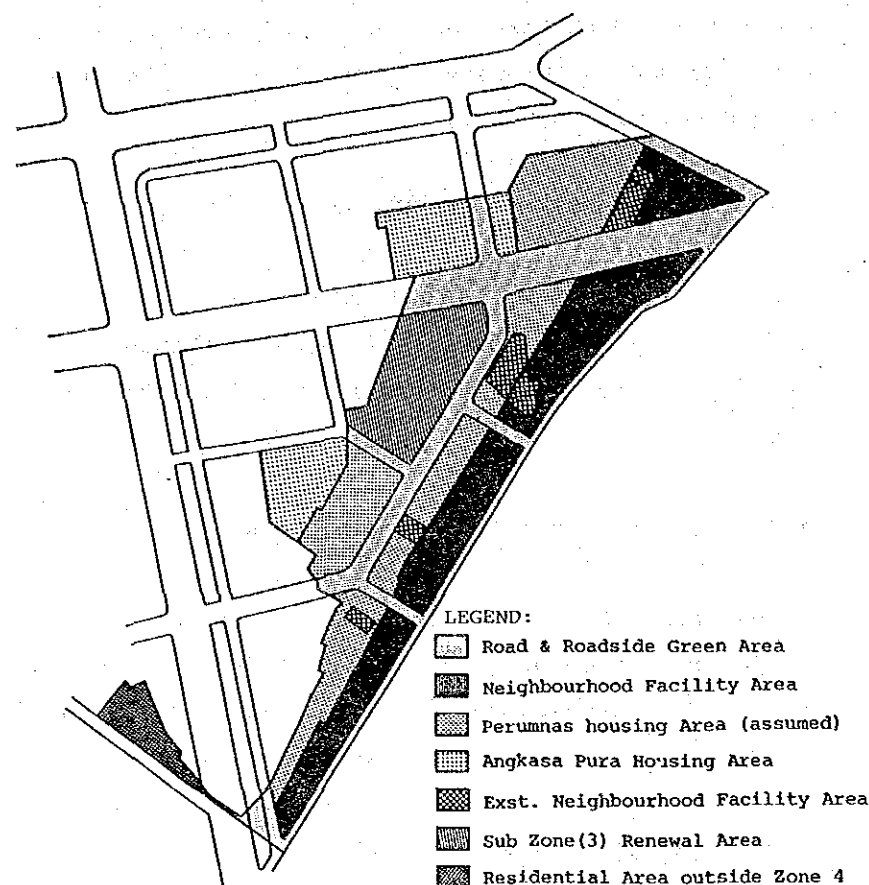 LEGEND:
Road & Roadside Green Area
Neighbourhood Facility Area
Perumnas housing Area (assumed)
Angkasa Pura Housing Area
Exst. Neighbourhood Facility Area
Sub Zone(3) Renewal Area
Residential Area outside Zone 4